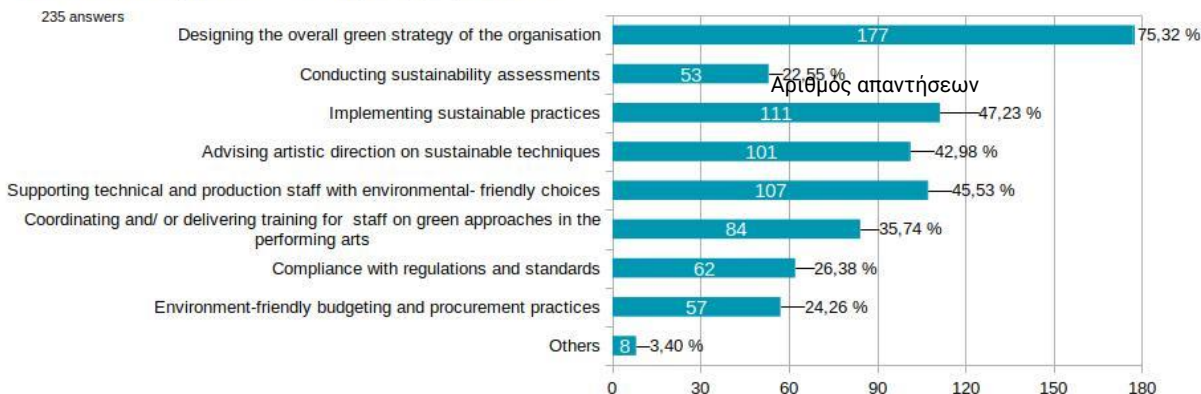 235 answers
Designing the overall green strategy of the organisation 177 75,32 %
Conducting sustainability assessments 53 22,55 %
Αριθμός απαντήσεων
Implementing sustainable practices 111 47,23 %
Advising artistic direction on sustainable techniques 101 42,98 %
Supporting technical and production staff with environmental- friendly choices 107 45,53 %
Coordinating and/ or delivering training for staff on green approaches in the
performing arts 84 35,74 %
Compliance with regulations and standards 62 26,38 %
Environment-friendly budgeting and procurement practices 57 24,26 %
Others 8 3,40 %
0 30 60 90 120 150 180